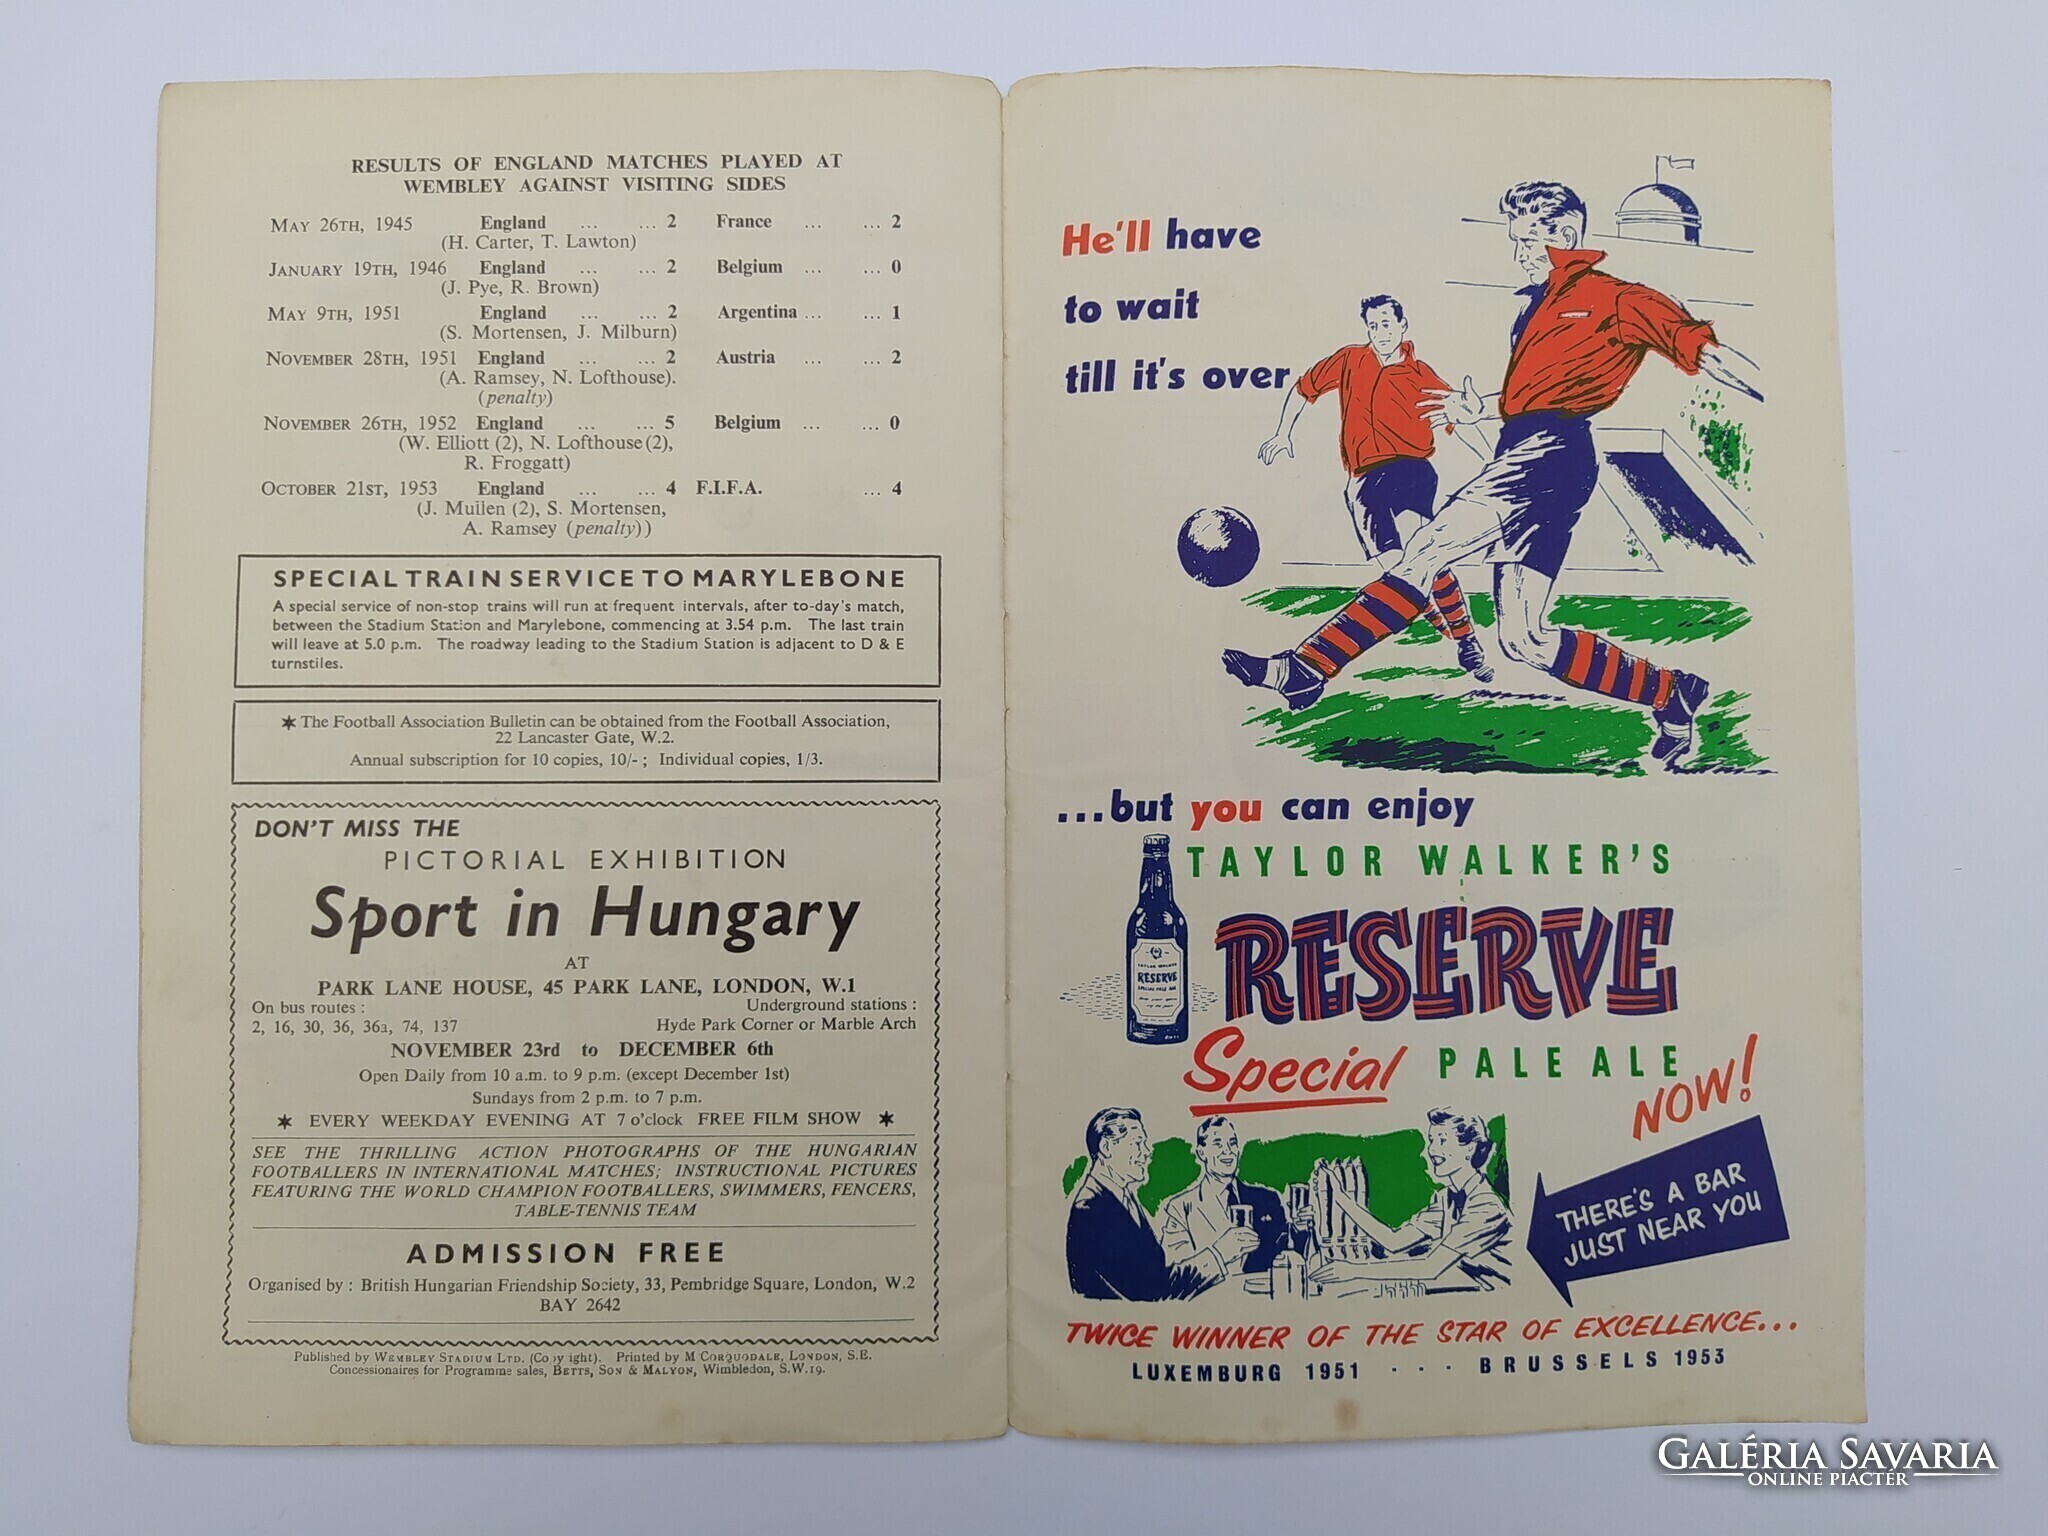 RESULTS OF ENGLAND MATCHES PLAYED AT
WEMBLEY AGAINST VISITING SIDES
MAY 26TH, 1945 England ... ... 2 France ... ... 2
(H. Carter, T. Lawton)
JANUARY 19TH, 1946 England ... ... 2 Belgium ... ... 0
(J. Pye, R. Brown)
MAY 9TH, 1951 England ... ... 2 Argentina ... ... 1
(S. Mortensen, J. Milburn)
NOVEMBER 28TH, 1951 England ... ... 2 Austria ... ... 2
(A. Ramsey, N. Lofthouse).
(penalty)
NOVEMBER 26TH, 1952 England ... ... 5 Belgium ... ... 0
(W. Elliott (2), N. Lofthouse (2),
R. Froggatt)
OCTOBER 21ST, 1953 England ... ... 4 F.I.F.A. ... 4
(J. Mullen (2), S. Mortensen,
A. Ramsey (penalty))
SPECIAL TRAIN SERVICE TO MARYLEBONE
A special service of non-stop trains will run at frequent intervals, after to-day's match,
between the Stadium Station and Marylebone, commencing at 3.54 p.m. The last train
will leave at 5.0 p.m. The roadway leading to the Stadium Station is adjacent to D & E
turnstiles.
✶ The Football Association Bulletin can be obtained from the Football Association,
22 Lancaster Gate, W.2.
Annual subscription for 10 copies, 10/- ; Individual copies, 1/3.
DON'T MISS THE
PICTORIAL EXHIBITION
Sport in Hungary
AT
PARK LANE HOUSE, 45 PARK LANE, LONDON, W.1
On bus routes : Underground stations :
2, 16, 30, 36, 36a, 74, 137 Hyde Park Corner or Marble Arch
NOVEMBER 23rd to DECEMBER 6th
Open Daily from 10 a.m. to 9 p.m. (except December 1st)
Sundays from 2 p.m. to 7 p.m.
✶ EVERY WEEKDAY EVENING AT 7 o'clock FREE FILM SHOW ✶
SEE THE THRILLING ACTION PHOTOGRAPHS OF THE HUNGARIAN
FOOTBALLERS IN INTERNATIONAL MATCHES; INSTRUCTIONAL PICTURES
FEATURING THE WORLD CHAMPION FOOTBALLERS, SWIMMERS, FENCERS,
TABLE-TENNIS TEAM
ADMISSION FREE
Organised by : British Hungarian Friendship Society, 33, Pembridge Square, London, W.2
BAY 2642
Published by WEMBLEY STADIUM LTD. (Copyright). Printed by MCCORQUODALE, LONDON, S.E.
Concessionaires for Programme sales, BETTS, SON & MALYON, Wimbledon, S.W.19.
He'll have
to wait
till it's over
...but you can enjoy
TAYLOR WALKER'S
RESERVE
TAYLOR WALKER
RESERVE
SPECIAL PALE ALE
Special PALE ALE
NOW!
THERE'S A BAR
JUST NEAR YOU
TWICE WINNER OF THE STAR OF EXCELLENCE...
LUXEMBURG 1951 · · · BRUSSELS 1953
GALÉRIA SAVARIA
ONLINE PIACTÉR